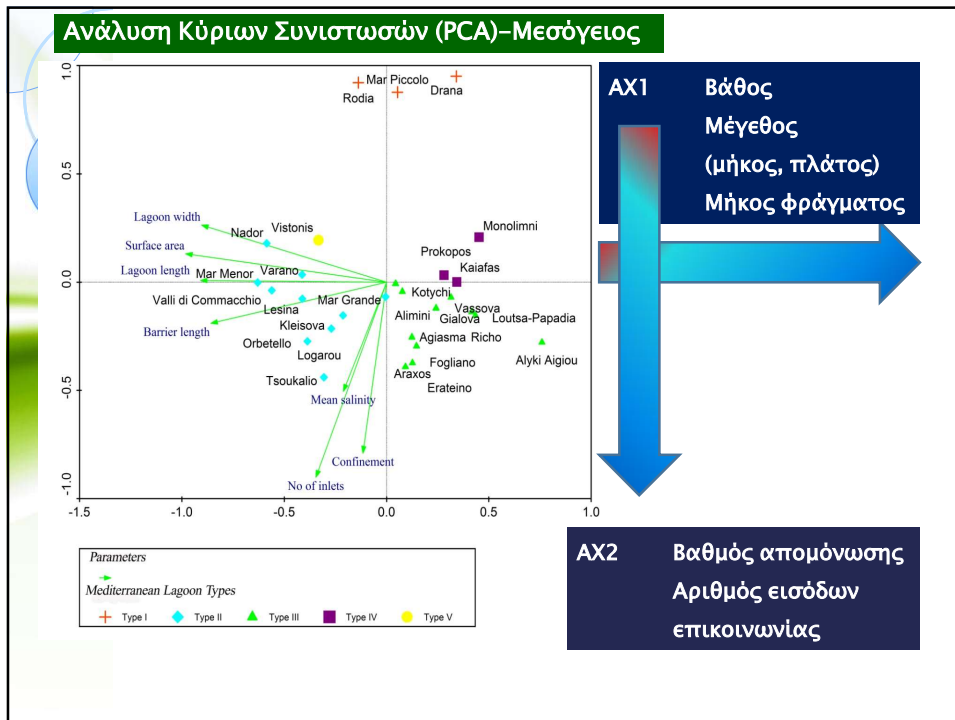 Ανάλυση Κύριων Συνιστωσών (PCA)-Μεσόγειος
1.0
0.5
0.0
-0.5
-1.0
-1.5
-1.0
-0.5
0.0
0.5
1.0
Mar Piccolo
Rodia
Drana
Lagoon width
Nador
Vistonis
Monolimni
Surface area
Prokopos
Lagoon length
Mar Menor
Varano
Kaiafas
Valli di Commacchio
Mar Grande
Kotychi
Lesina
Vassova
Barrier length
Kleisova
Alimini
Gialova
Loutsa-Papadia
Orbetello
Agiasma
Richo
Logarou
Fogliano
Alyki Aigiou
Tsoukalio
Araxos
Erateino
Mean salinity
Confinement
No of inlets
Parameters
Mediterranean Lagoon Types
Type I
Type II
Type III
Type IV
Type V
AX1 Βάθος
Μέγεθος
(μήκος, πλάτος)
Μήκος φράγματος
AX2 Βαθμός απομόνωσης
Αριθμός εισόδων
επικοινωνίας